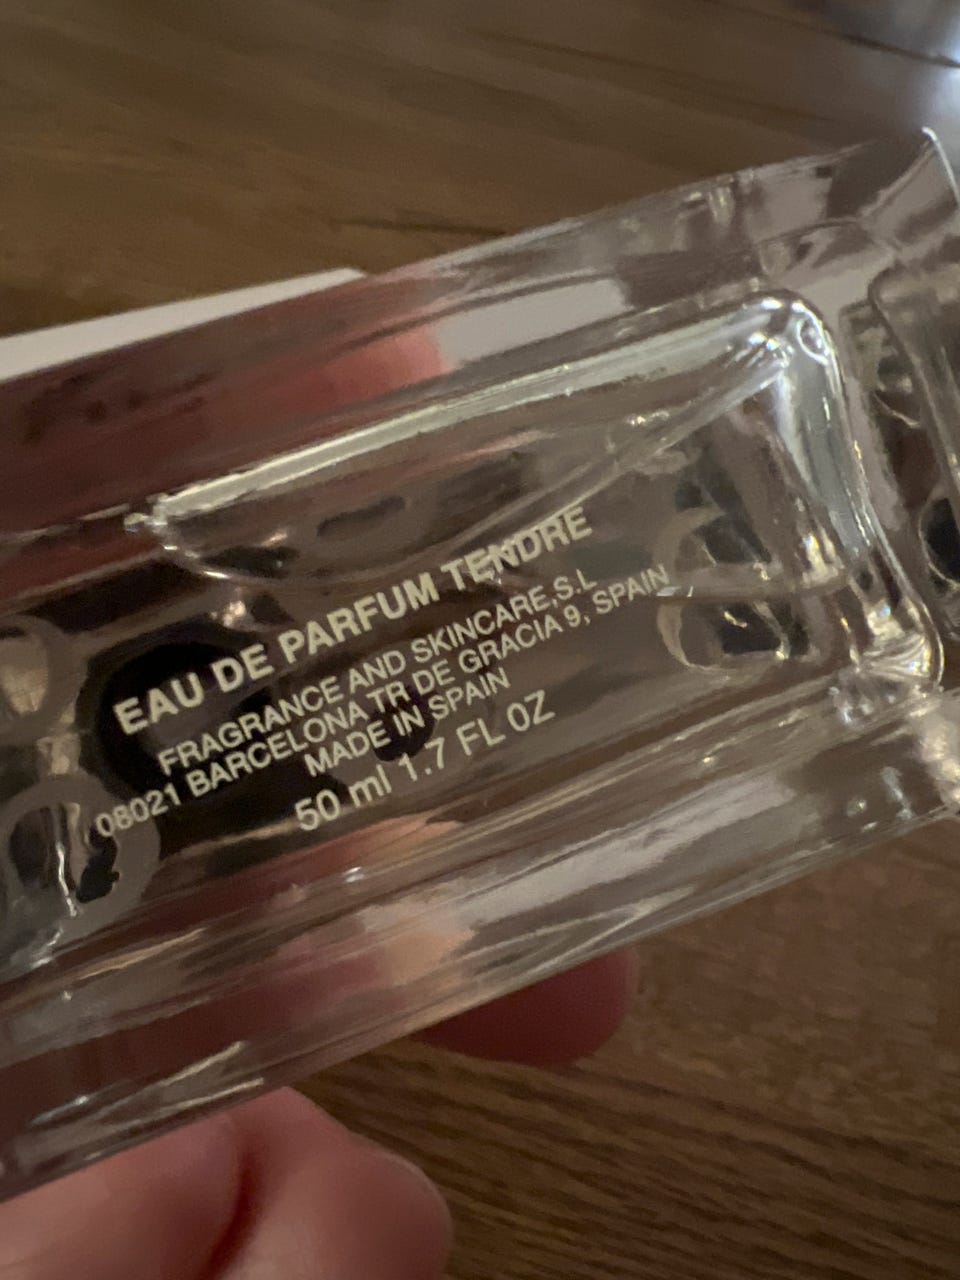 EAU DE PARFUM TENDRE
FRAGRANCE AND SKINCARE,S.L
08021 BARCELONA TR DE GRACIA 9, SPAIN
MADE IN SPAIN
50 ml 1.7 FL OZ